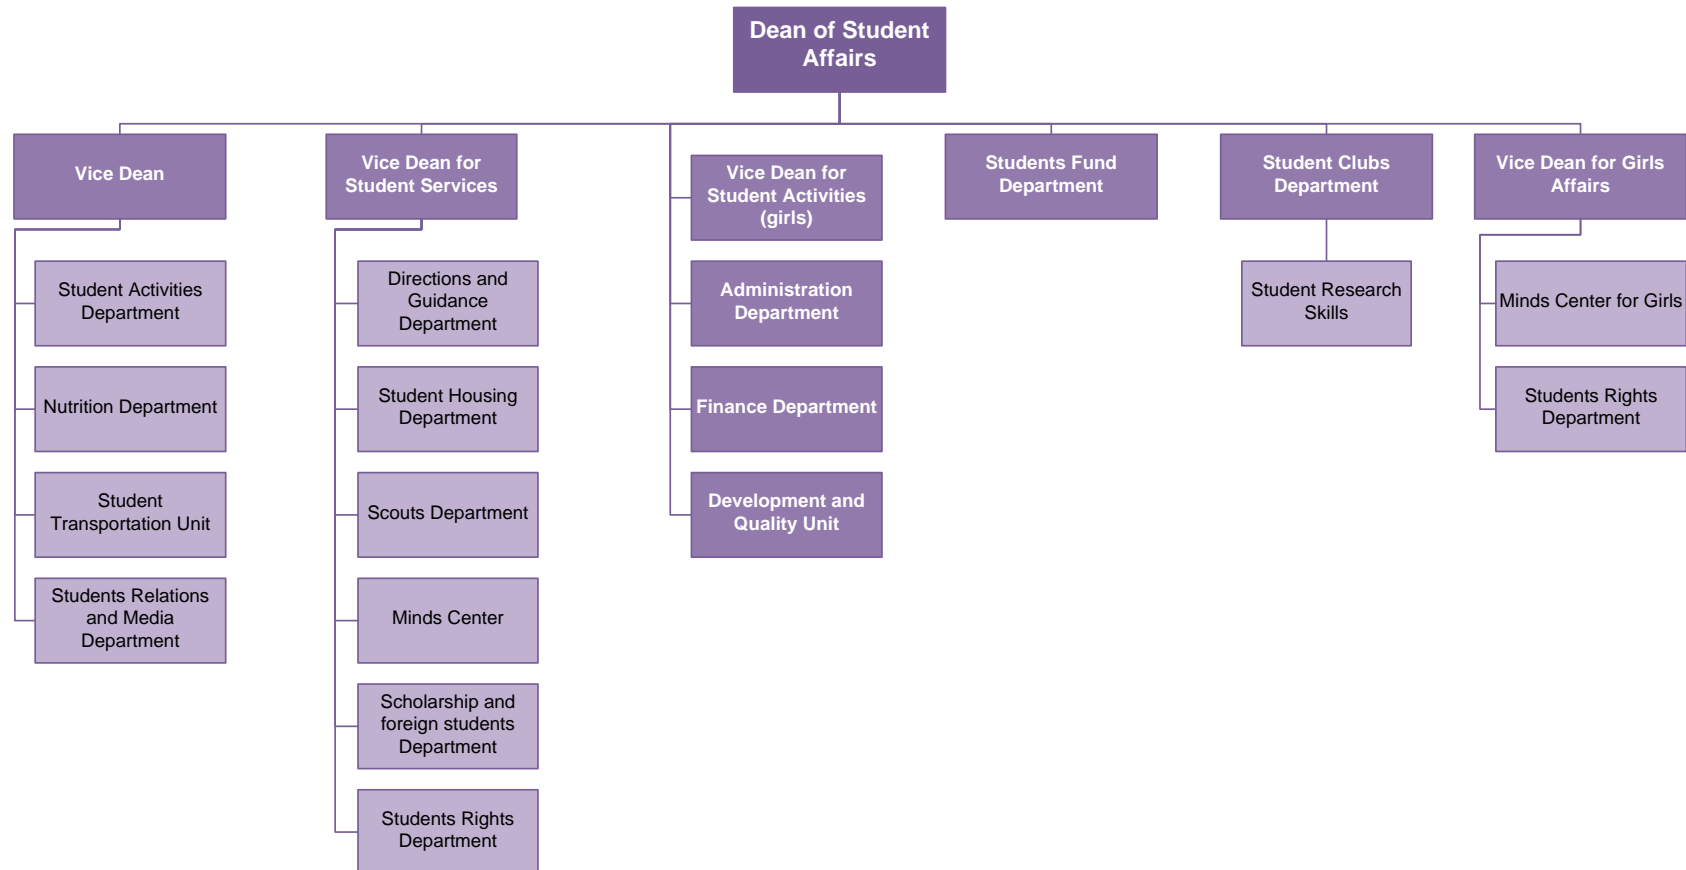 Dean of Student
Affairs
Vice Dean
Student Activities
Department
Nutrition Department
Student
Transportation Unit
Students Relations
and Media
Department
Vice Dean for
Student Services
Directions and
Guidance
Department
Student Housing
Department
Scouts Department
Minds Center
Scholarship and
foreign students
Department
Students Rights
Department
Vice Dean for
Student Activities
(girls)
Administration
Department
Finance Department
Development and
Quality Unit
Students Fund
Department
Student Clubs
Department
Student Research
Skills
Vice Dean for Girls
Affairs
Minds Center for Girls
Students Rights
Department